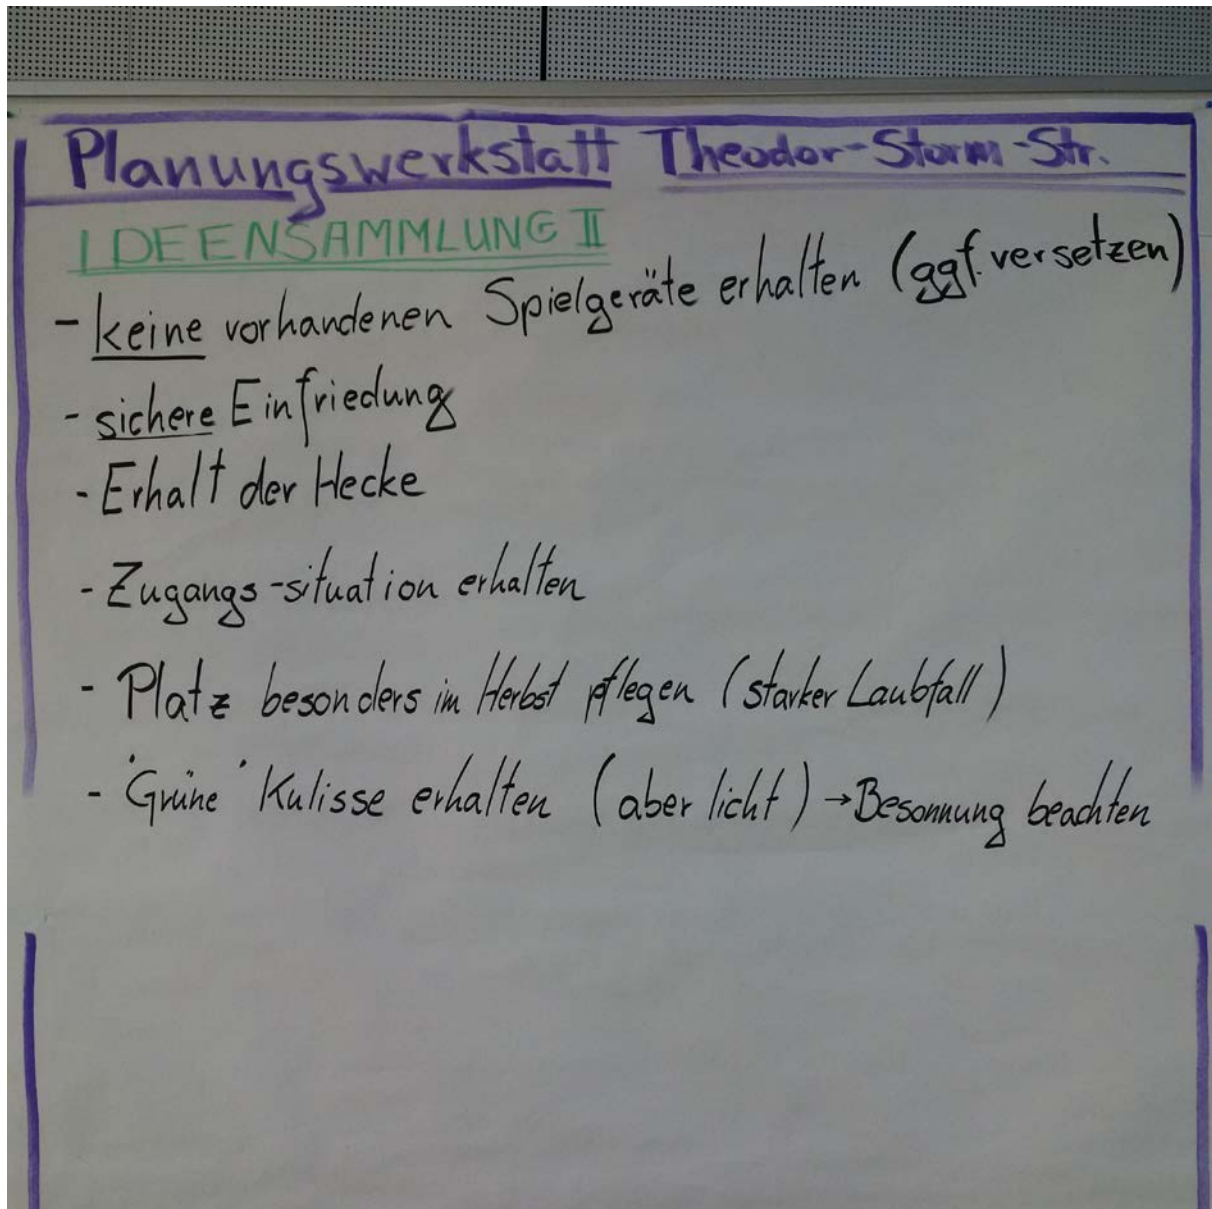 Planungswerkstatt Theodor-Storm-Str.
IDEENSAMMLUNG II
- keine vorhandenen Spielgeräte erhalten (ggf. versetzen)
- sichere Einfriedung
- Erhalt der Hecke
- Zugangs-situation erhalten
- Platz besonders im Herbst pflegen (starker Laubfall)
- "Grüne" Kulisse erhalten (aber licht) → Besonnung beachten